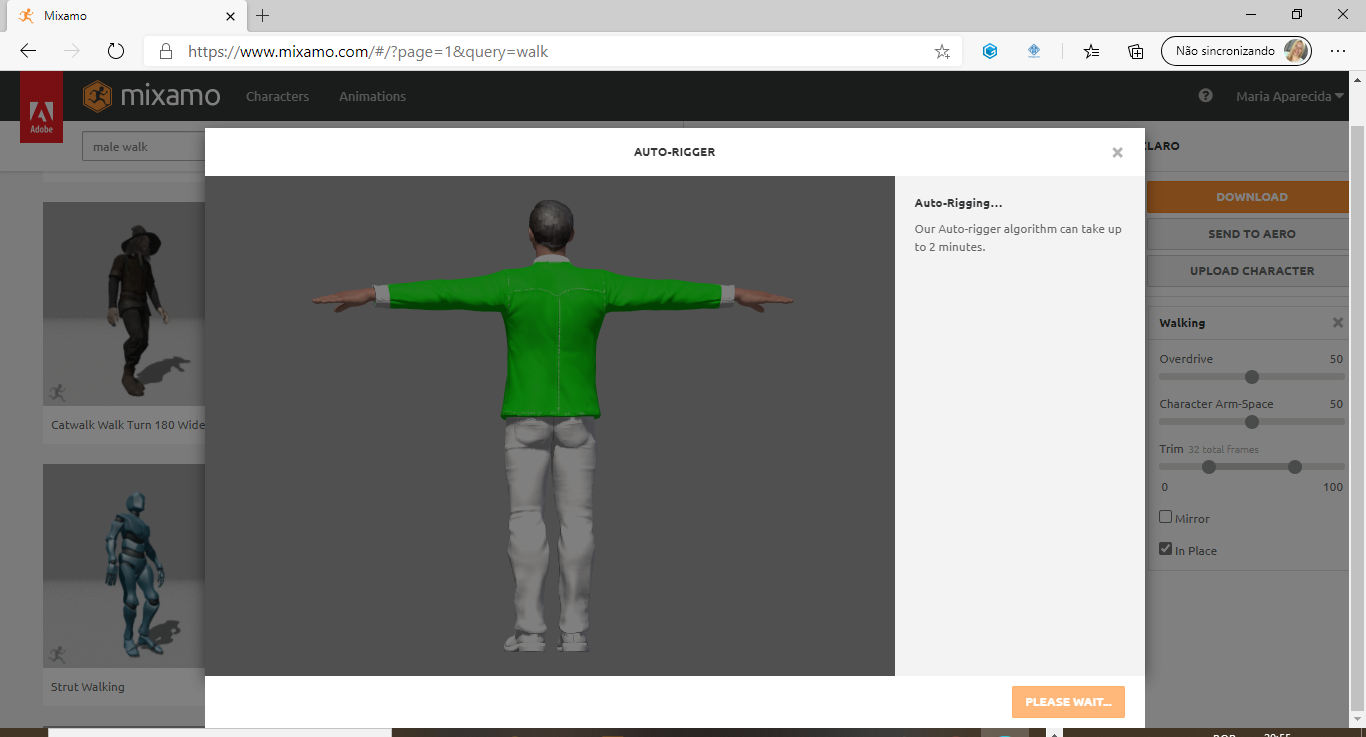 Mixamo
https://www.mixamo.com/#/?page=1&query=walk
Não sincronizando
Adobe
mixamo
Characters
Animations
Maria Aparecida
male walk
AUTO-RIGGER
CLARO
Auto-Rigging...
Our Auto-rigger algorithm can take up
to 2 minutes.
DOWNLOAD
SEND TO AERO
UPLOAD CHARACTER
Walking
Overdrive 50
Character Arm-Space 50
Trim 32 total frames
0 100
Mirror
In Place
Catwalk Walk Turn 180 Wide
Strut Walking
PLEASE WAIT...